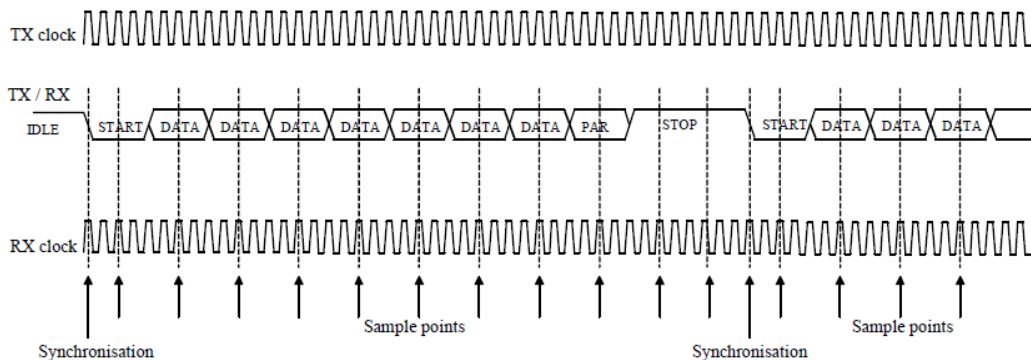 TX clock
TX / RX
IDLE START DATA DATA DATA DATA DATA DATA DATA PAR STOP START DATA DATA DATA
RX clock
Sample points Sample points
Synchronisation Synchronisation